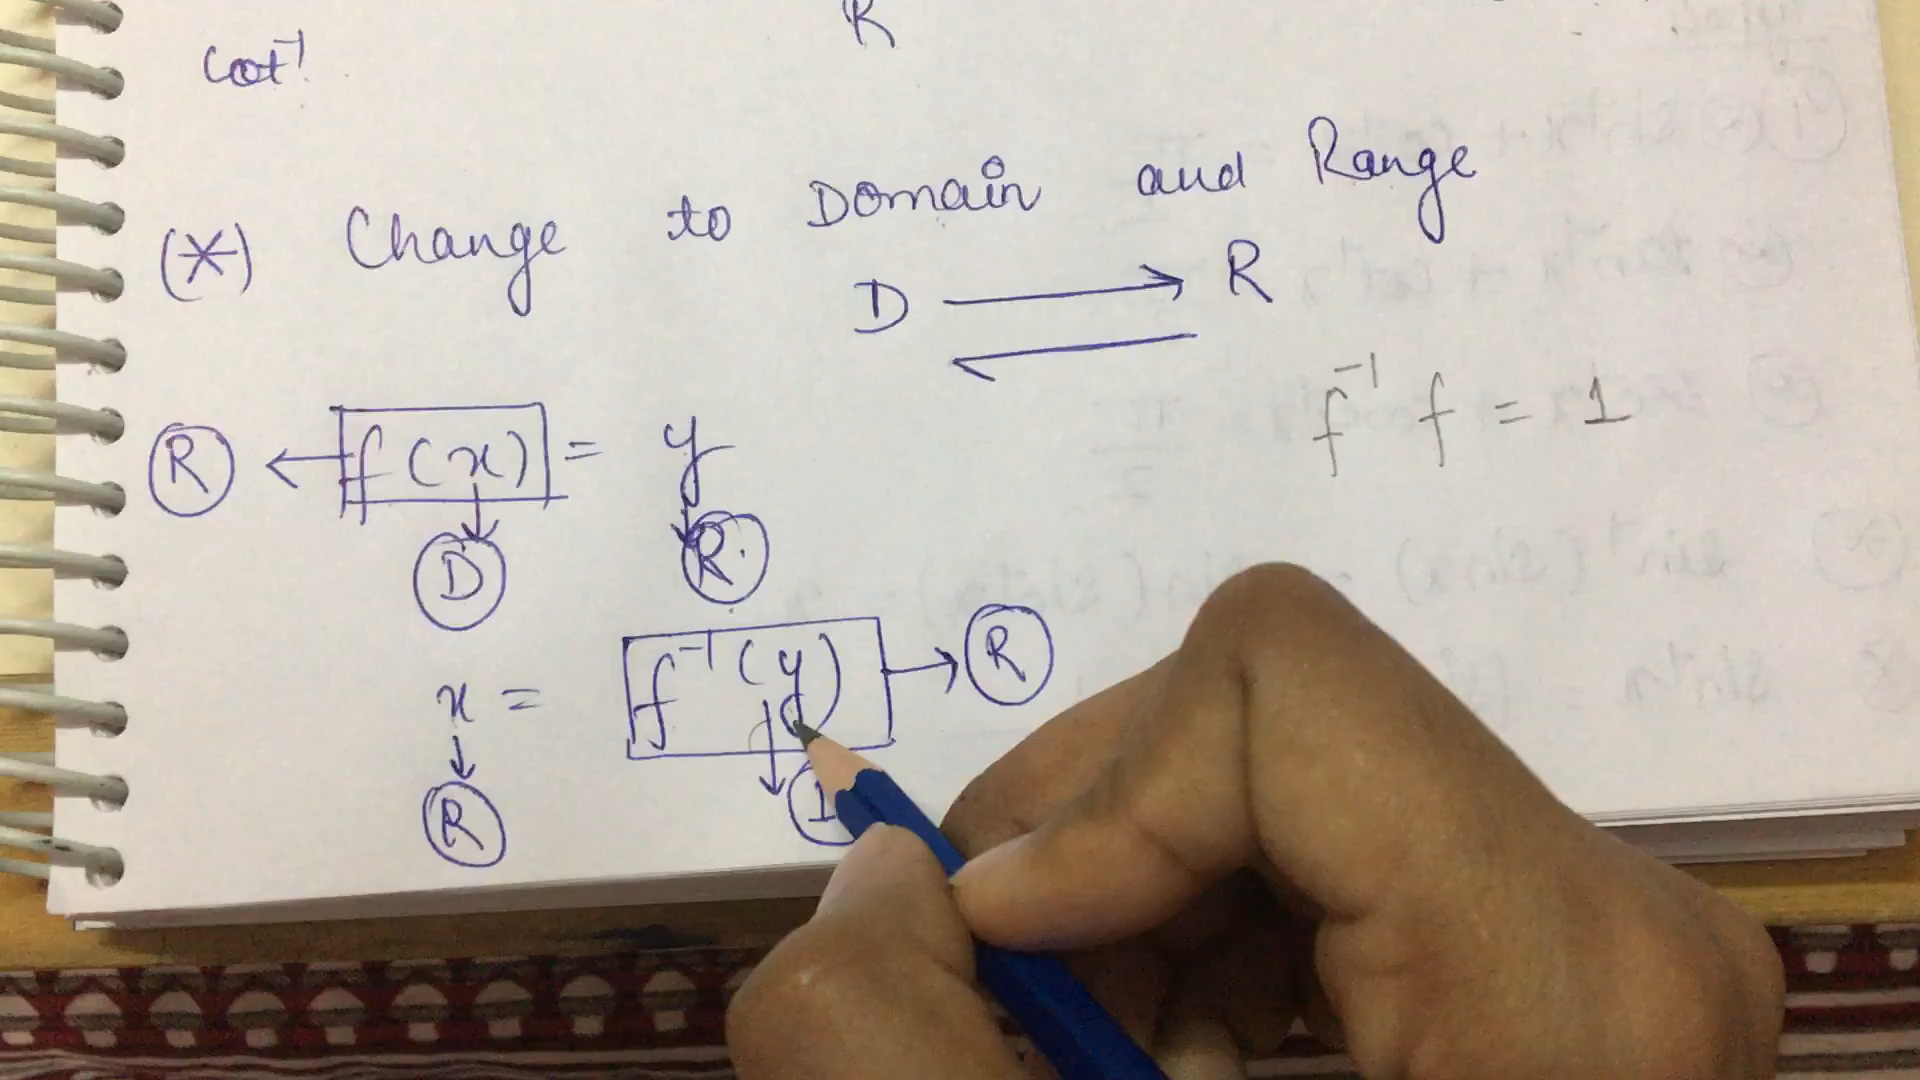 R
cot⁻¹
(*) Change to Domain and Range
D → R
←
f⁻¹ f = 1
R ← f(x) = y
D R
x = f⁻¹(y) → R
R